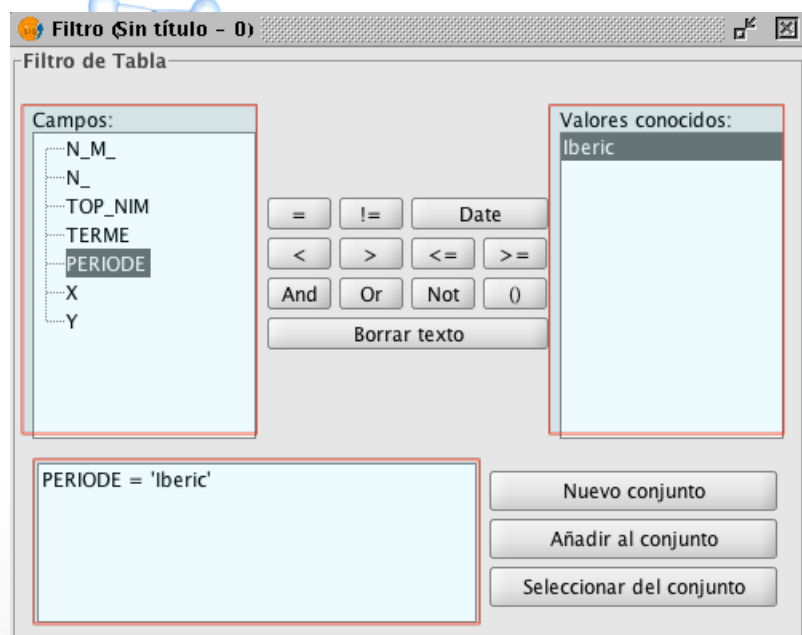 Filtro (Sin título - 0)
Filtro de Tabla
Campos:
N_M_
N_
TOP_NIM
TERME
PERIODE
X
Y
= != Date
< > <= >=
And Or Not ()
Borrar texto
Valores conocidos:
Iberic
PERIODE = 'Iberic'
Nuevo conjunto
Añadir al conjunto
Seleccionar del conjunto